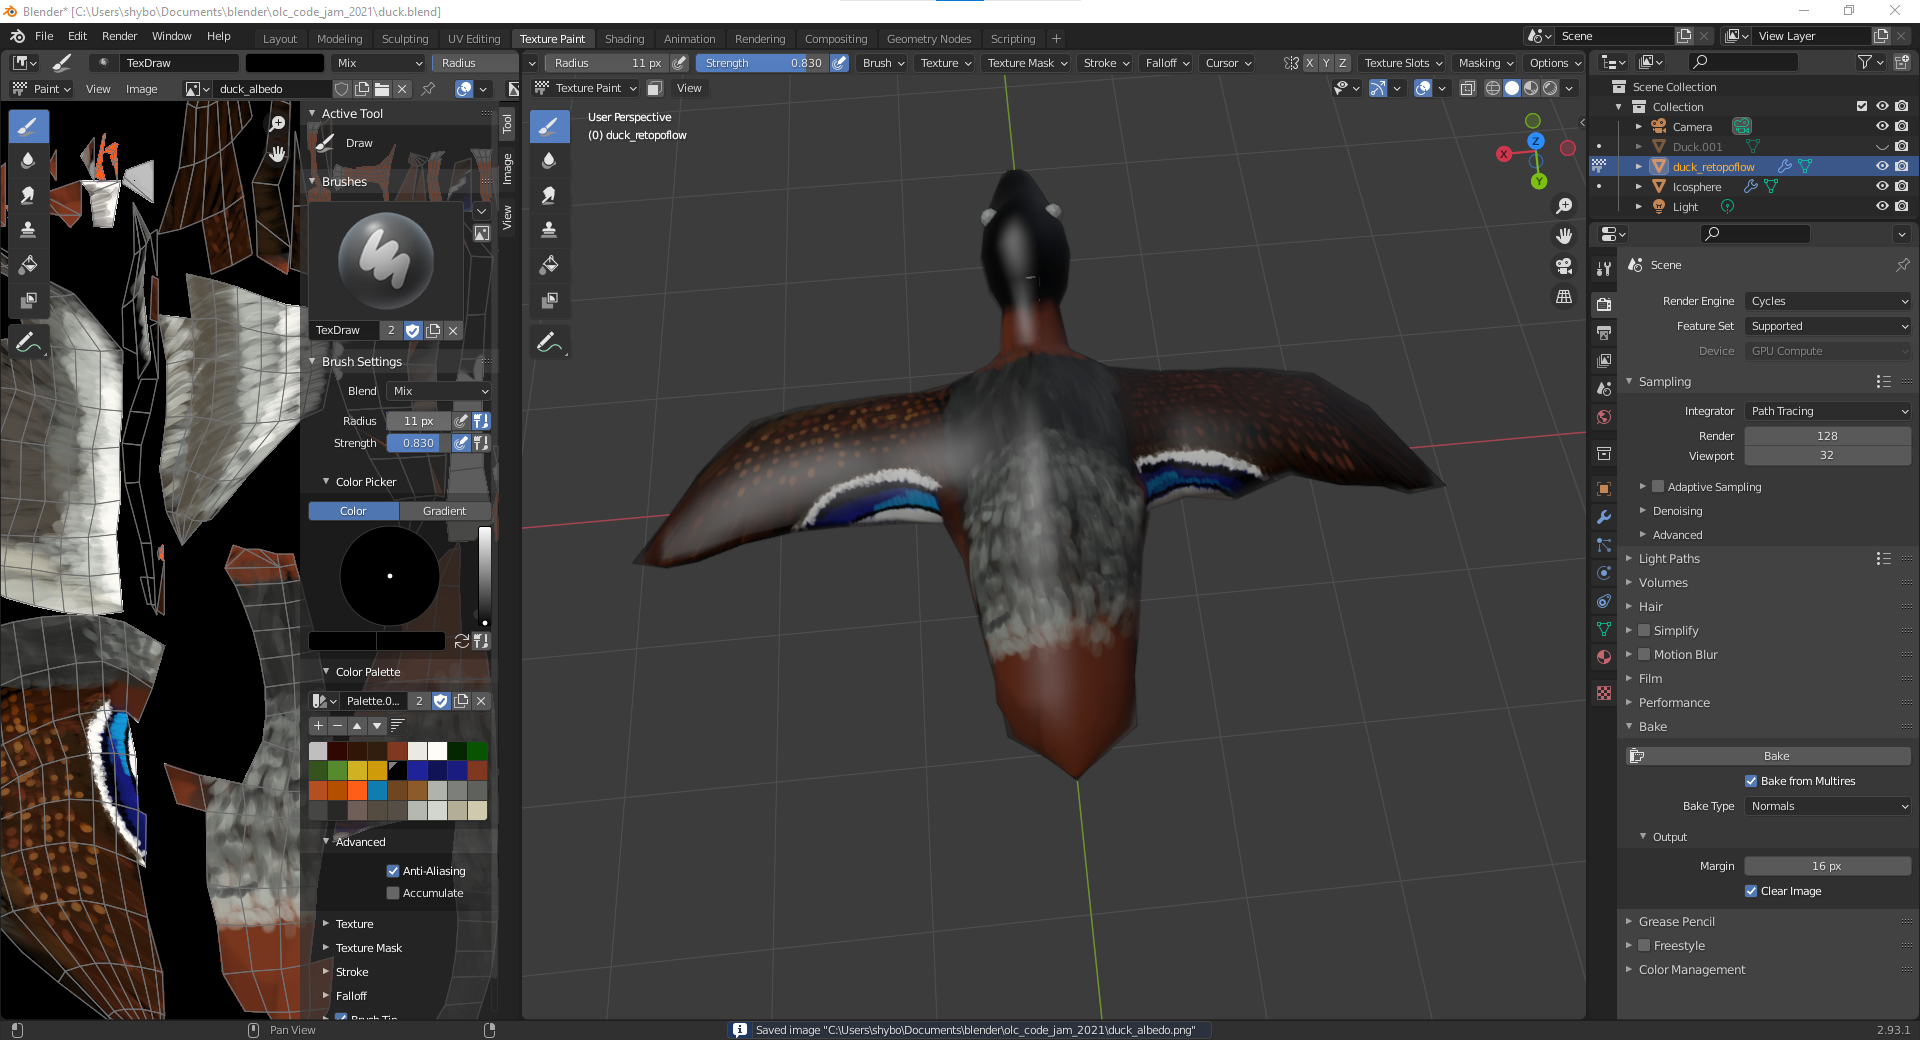 Blender* [C:\Users\shybo\Documents\blender\olc_code_jam_2021\duck.blend]
File Edit Render Window Help Layout Modeling Sculpting UV Editing Texture Paint Shading Animation Rendering Compositing Geometry Nodes Scripting + Scene View Layer
TexDraw Mix Radius Radius 11 px Strength 0.830 Brush Texture Texture Mask Stroke Falloff Cursor X Y Z Texture Slots Masking Options
Paint View Image duck_albedo Texture Paint View
User Perspective
(0) duck_retopoflow
X
Z
Y
Active Tool
Draw
Brushes
TexDraw 2
Brush Settings
Blend Mix
Radius 11 px
Strength 0.830
Color Picker
Color Gradient
Color Palette
Palette.0... 2
Advanced
Anti-Aliasing
Accumulate
Texture
Texture Mask
Stroke
Falloff
Brush Tip
Tool
Image
View
Scene Collection
Collection
Camera
Duck.001
duck_retopoflow
Icosphere
Light
Scene
Render Engine Cycles
Feature Set Supported
Device GPU Compute
Sampling
Integrator Path Tracing
Render 128
Viewport 32
Adaptive Sampling
Denoising
Advanced
Light Paths
Volumes
Hair
Simplify
Motion Blur
Film
Performance
Bake
Bake
Bake from Multires
Bake Type Normals
Output
Margin 16 px
Clear Image
Grease Pencil
Freestyle
Color Management
Pan View
Saved image "C:\Users\shybo\Documents\blender\olc_code_jam_2021\duck_albedo.png"
2.93.1